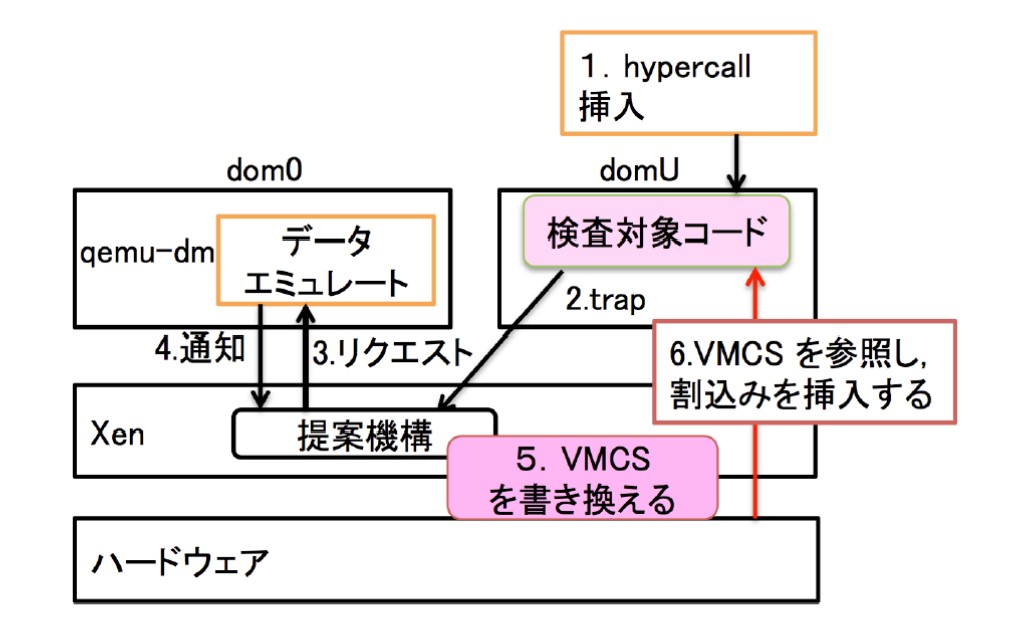 １．hypercall
挿入
dom0
domU
qemu-dm
データ
エミュレート
検査対象コード
2.trap
4.通知
3.リクエスト
6.VMCS を参照し,
割込みを挿入する
Xen
提案機構
５．VMCS
を書き換える
ハードウェア